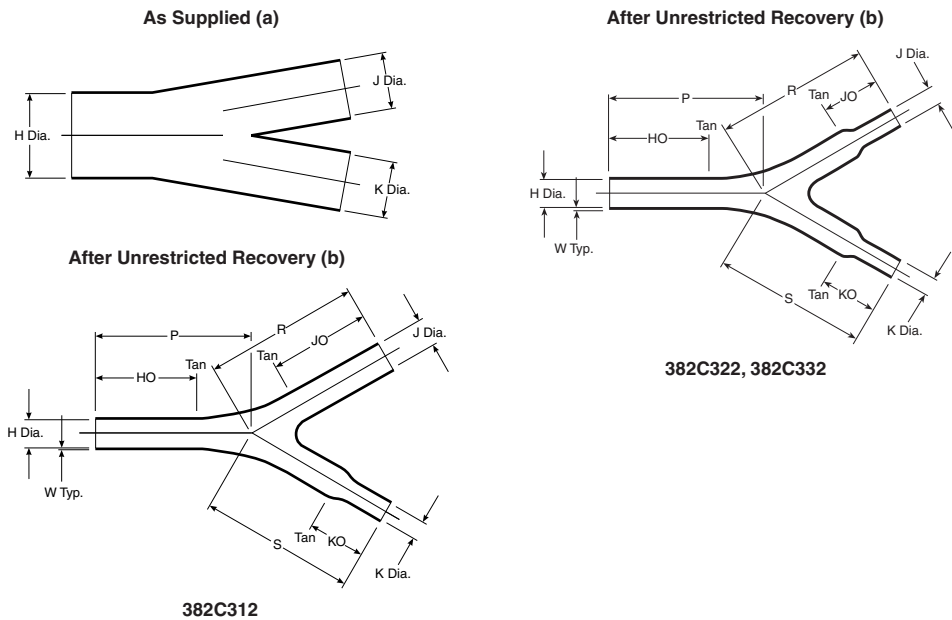 As Supplied (a)
H Dia.
J Dia.
K Dia.
After Unrestricted Recovery (b)
P
R
Tan
JO
J Dia.
HO
Tan
H Dia.
W Typ.
S
Tan
KO
K Dia.
382C322, 382C332
After Unrestricted Recovery (b)
P
R
J Dia.
Tan
Tan
JO
HO
H Dia.
W Typ.
S
Tan
KO
K Dia.
382C312